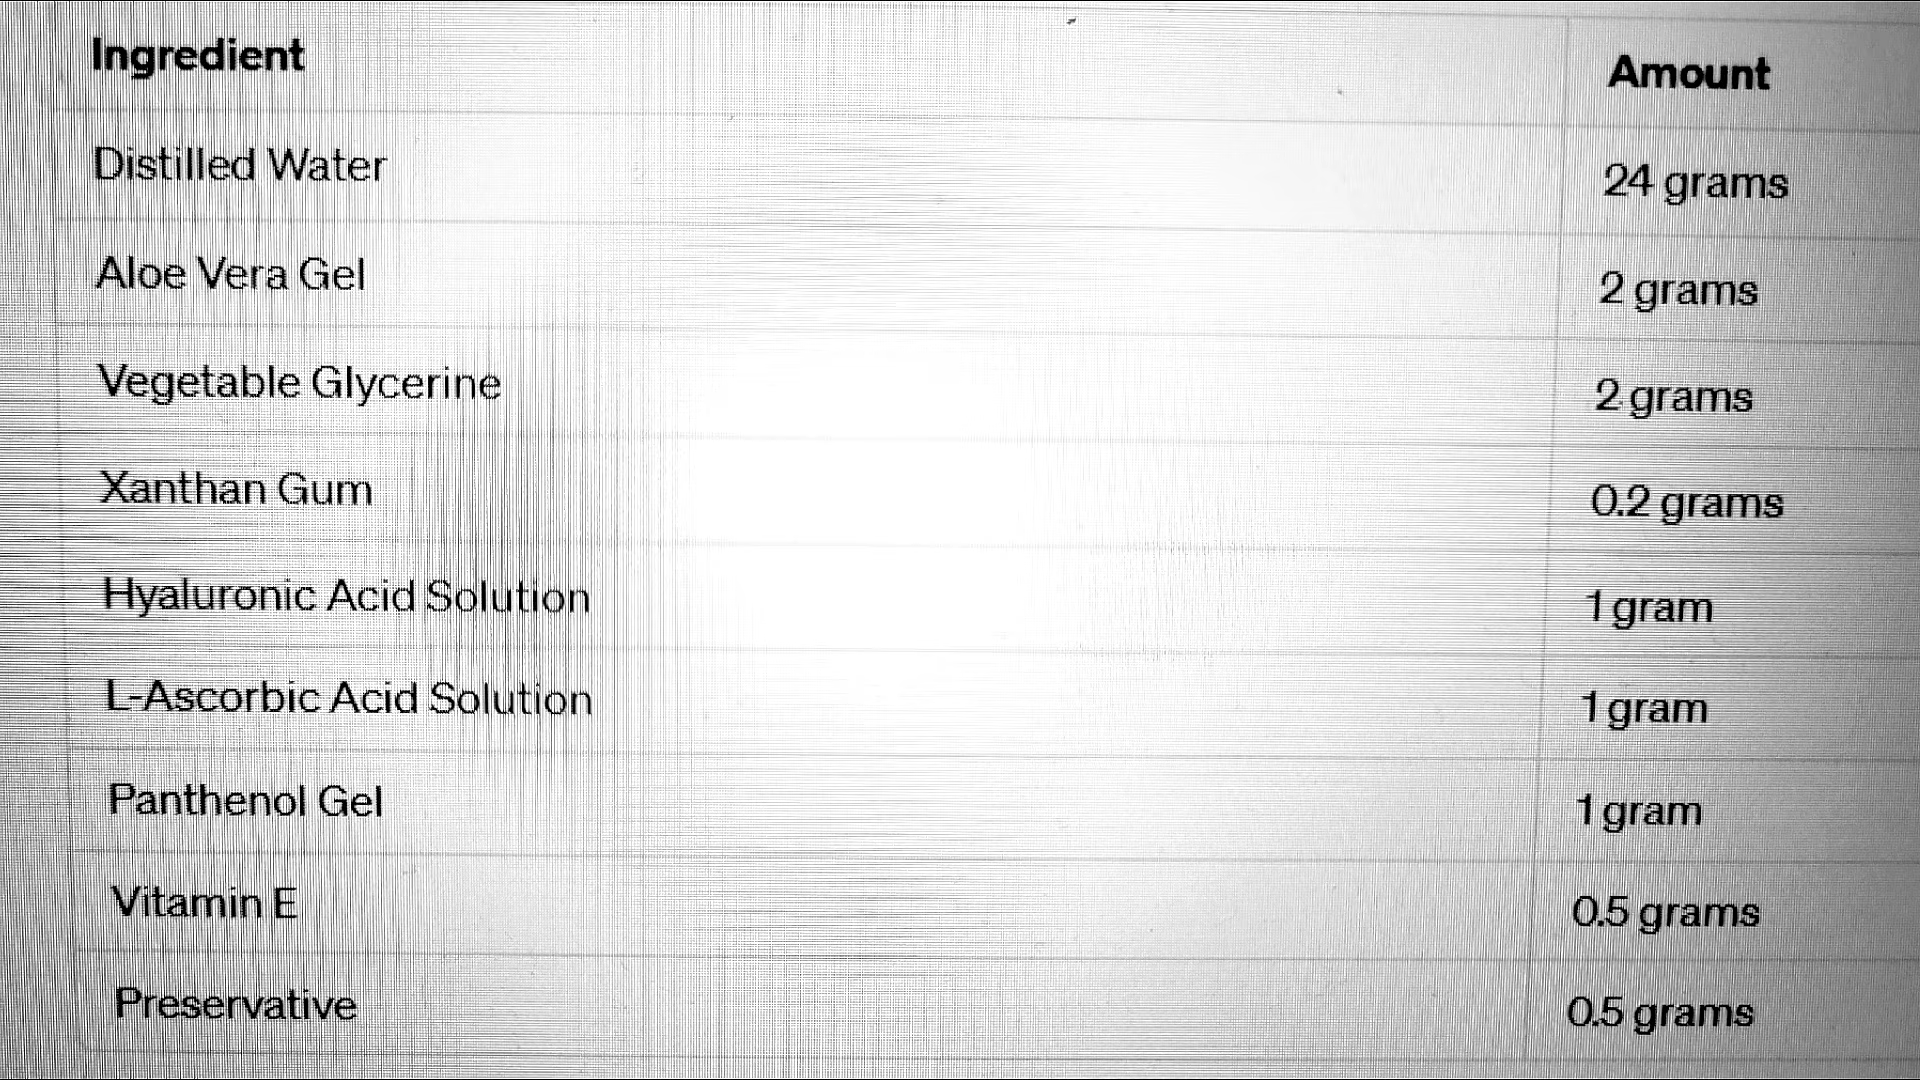 Ingredient Amount
Distilled Water 24 grams
Aloe Vera Gel 2 grams
Vegetable Glycerine 2 grams
Xanthan Gum 0.2 grams
Hyaluronic Acid Solution 1 gram
L-Ascorbic Acid Solution 1 gram
Panthenol Gel 1 gram
Vitamin E 0.5 grams
Preservative 0.5 grams